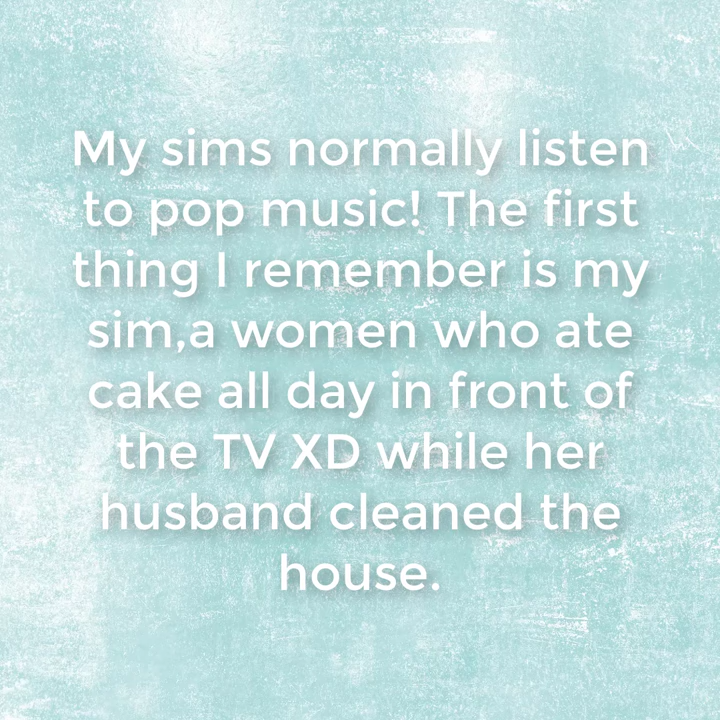 My sims normally listen
to pop music! The first
thing I remember is my
sim,a women who ate
cake all day in front of
the TV XD while her
husband cleaned the
house.